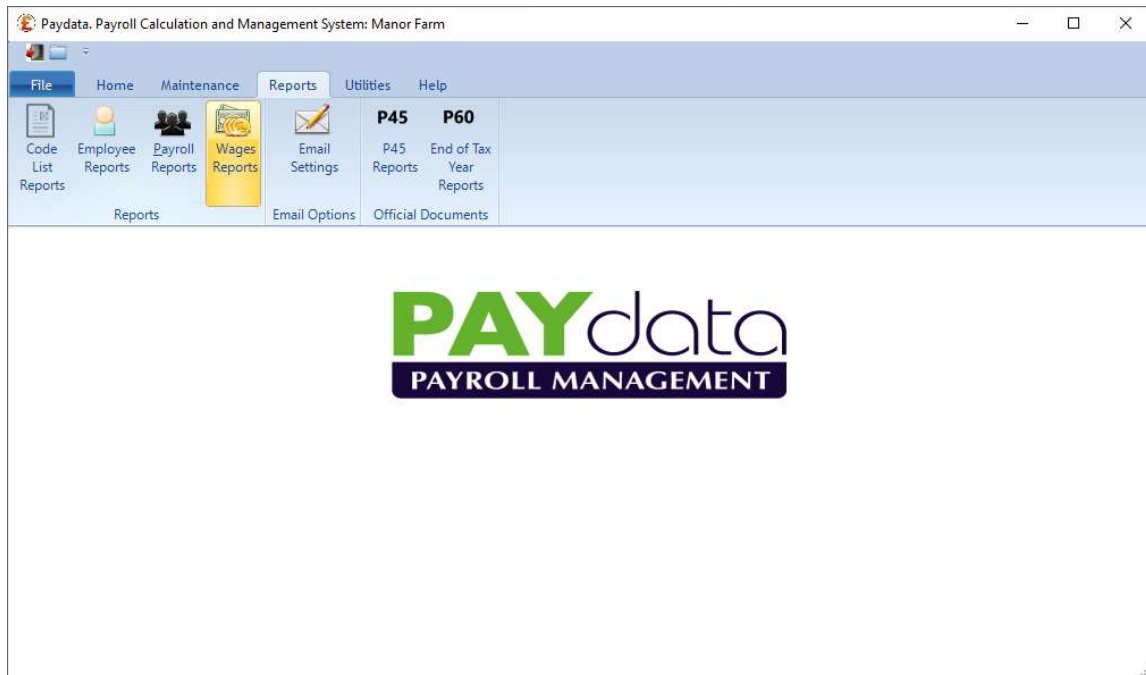 Paydata. Payroll Calculation and Management System: Manor Farm
File Home Maintenance Reports Utilities Help
Code List Reports
Employee Reports
Payroll Reports
Wages Reports
Email Settings
P45
P45 Reports
P60
End of Tax Year Reports
Reports Email Options Official Documents
PAYdata
PAYROLL MANAGEMENT